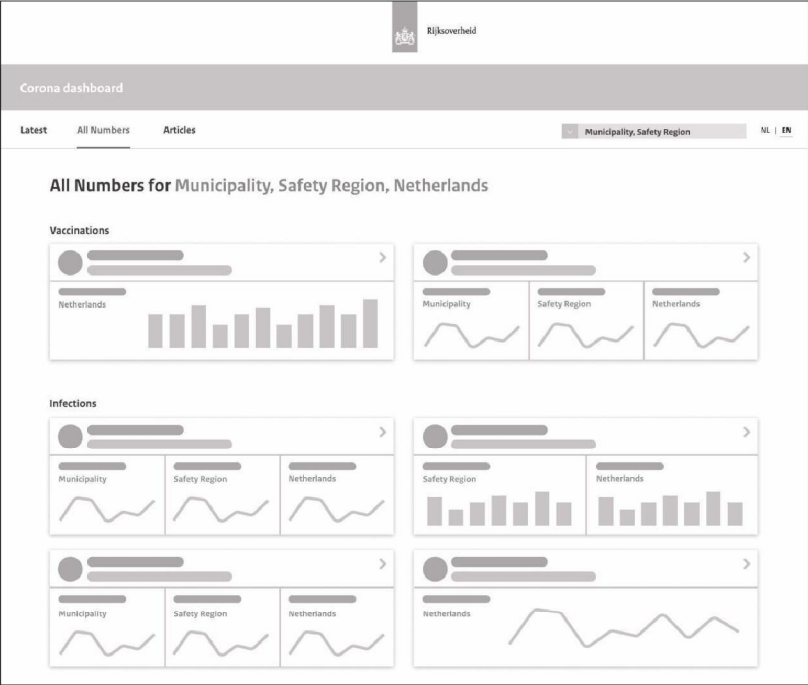 Rijksoverheid
Corona dashboard
Latest All Numbers Articles Municipality, Safety Region NL | EN
All Numbers for Municipality, Safety Region, Netherlands
Vaccinations
Netherlands
Municipality Safety Region Netherlands
Infections
Municipality Safety Region Netherlands
Safety Region Netherlands
Municipality Safety Region Netherlands
Netherlands